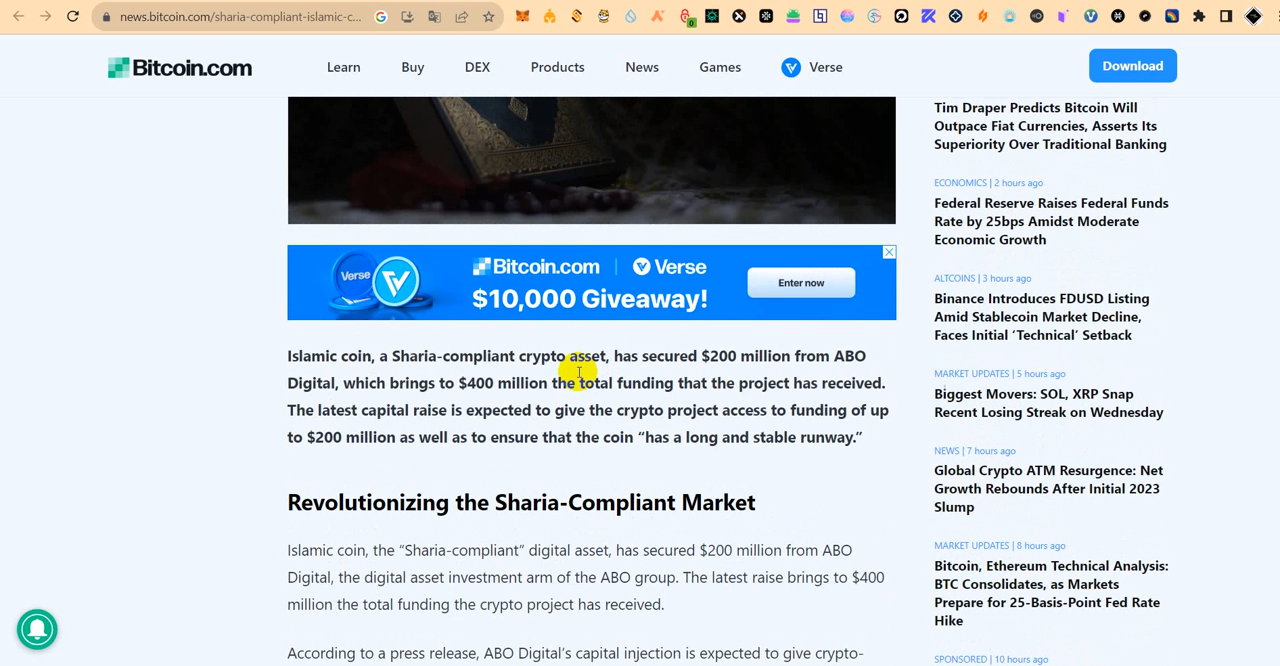 news.bitcoin.com/sharia-compliant-islamic-c...
0
Bitcoin.com
Learn
Buy
DEX
Products
News
Games
Verse
Download
Verse
Bitcoin.com | Verse
$10,000 Giveaway!
Enter now
Islamic coin, a Sharia-compliant crypto asset, has secured $200 million from ABO
Digital, which brings to $400 million the total funding that the project has received.
The latest capital raise is expected to give the crypto project access to funding of up
to $200 million as well as to ensure that the coin “has a long and stable runway.”
Revolutionizing the Sharia-Compliant Market
Islamic coin, the “Sharia-compliant” digital asset, has secured $200 million from ABO
Digital, the digital asset investment arm of the ABO group. The latest raise brings to $400
million the total funding the crypto project has received.
According to a press release, ABO Digital’s capital injection is expected to give crypto-
Tim Draper Predicts Bitcoin Will
Outpace Fiat Currencies, Asserts Its
Superiority Over Traditional Banking
ECONOMICS | 2 hours ago
Federal Reserve Raises Federal Funds
Rate by 25bps Amidst Moderate
Economic Growth
ALTCOINS | 3 hours ago
Binance Introduces FDUSD Listing
Amid Stablecoin Market Decline,
Faces Initial ‘Technical’ Setback
MARKET UPDATES | 5 hours ago
Biggest Movers: SOL, XRP Snap
Recent Losing Streak on Wednesday
NEWS | 7 hours ago
Global Crypto ATM Resurgence: Net
Growth Rebounds After Initial 2023
Slump
MARKET UPDATES | 8 hours ago
Bitcoin, Ethereum Technical Analysis:
BTC Consolidates, as Markets
Prepare for 25-Basis-Point Fed Rate
Hike
SPONSORED | 10 hours ago